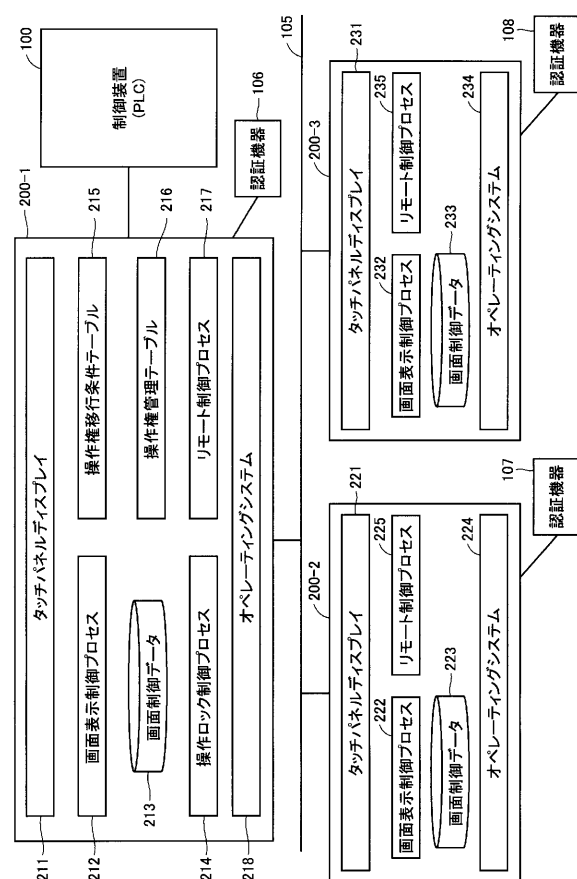 100
制御装置
(PLC)
106
認証機器
200-1
タッチパネルディスプレイ
211
画面表示制御プロセス
212
操作権移行条件テーブル
215
画面制御データ
213
操作権管理テーブル
216
操作ロック制御プロセス
214
リモート制御プロセス
217
オペレーティングシステム
218
105
200-2
タッチパネルディスプレイ
221
画面表示制御プロセス
222
リモート制御プロセス
225
画面制御データ
223
オペレーティングシステム
224
認証機器
107
200-3
タッチパネルディスプレイ
231
画面表示制御プロセス
232
リモート制御プロセス
235
画面制御データ
233
オペレーティングシステム
234
認証機器
108